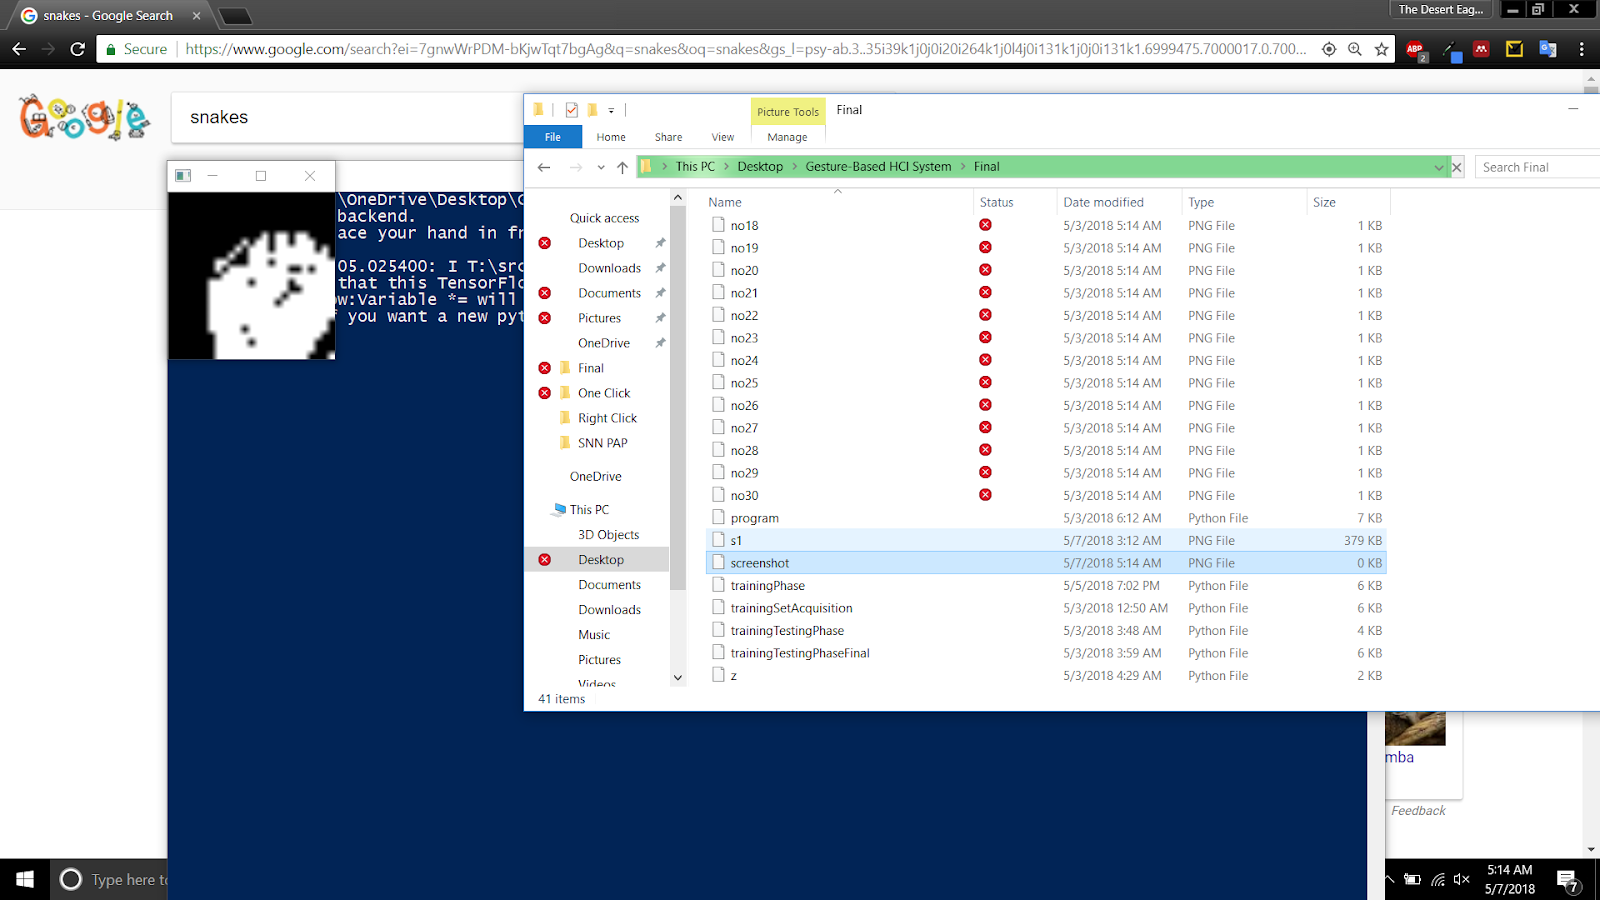 snakes - Google Search
The Desert Eag...
Secure
https://www.google.com/search?ei=7gnwWrPDM-bKjwTqt7bgAg&q=snakes&oq=snakes&gs_l=psy-ab.3..35i39k1j0j0i20i264k1j0l4j0i131k1j0j0i131k1.6999475.7000017.0.700...
ABP
2
Google
snakes
Picture Tools
Final
File
Home
Share
View
Manage
This PC
Desktop
Gesture-Based HCI System
Final
Search Final
\OneDrive\Desktop\
backend.
ace your hand in fr
05.025400: I T:\src
that this TensorFlo
ow:Variable *= will
you want a new pyt
Quick access
Desktop
Downloads
Documents
Pictures
OneDrive
Final
One Click
Right Click
SNN PAP
OneDrive
This PC
3D Objects
Desktop
Documents
Downloads
Music
Pictures
Videos
Name Status Date modified Type Size
no18 5/3/2018 5:14 AM PNG File 1 KB
no19 5/3/2018 5:14 AM PNG File 1 KB
no20 5/3/2018 5:14 AM PNG File 1 KB
no21 5/3/2018 5:14 AM PNG File 1 KB
no22 5/3/2018 5:14 AM PNG File 1 KB
no23 5/3/2018 5:14 AM PNG File 1 KB
no24 5/3/2018 5:14 AM PNG File 1 KB
no25 5/3/2018 5:14 AM PNG File 1 KB
no26 5/3/2018 5:14 AM PNG File 1 KB
no27 5/3/2018 5:14 AM PNG File 1 KB
no28 5/3/2018 5:14 AM PNG File 1 KB
no29 5/3/2018 5:14 AM PNG File 1 KB
no30 5/3/2018 5:14 AM PNG File 1 KB
program 5/3/2018 6:12 AM Python File 7 KB
s1 5/7/2018 3:12 AM PNG File 379 KB
screenshot 5/7/2018 5:14 AM PNG File 0 KB
trainingPhase 5/5/2018 7:02 PM Python File 6 KB
trainingSetAcquisition 5/3/2018 12:50 AM Python File 6 KB
trainingTestingPhase 5/3/2018 3:48 AM Python File 4 KB
trainingTestingPhaseFinal 5/3/2018 3:59 AM Python File 6 KB
z 5/3/2018 4:29 AM Python File 2 KB
41 items
mba
Feedback
Type here to
5:14 AM
5/7/2018
7